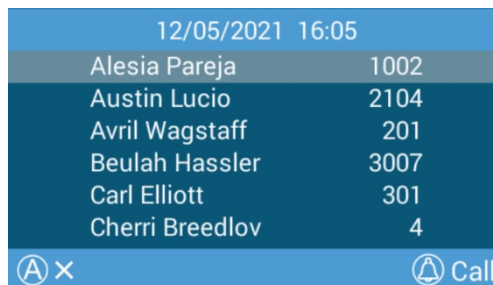 12/05/2021 16:05
Alesia Pareja 1002
Austin Lucio 2104
Avril Wagstaff 201
Beulah Hassler 3007
Carl Elliott 301
Cherri Breedlov 4
A × Call